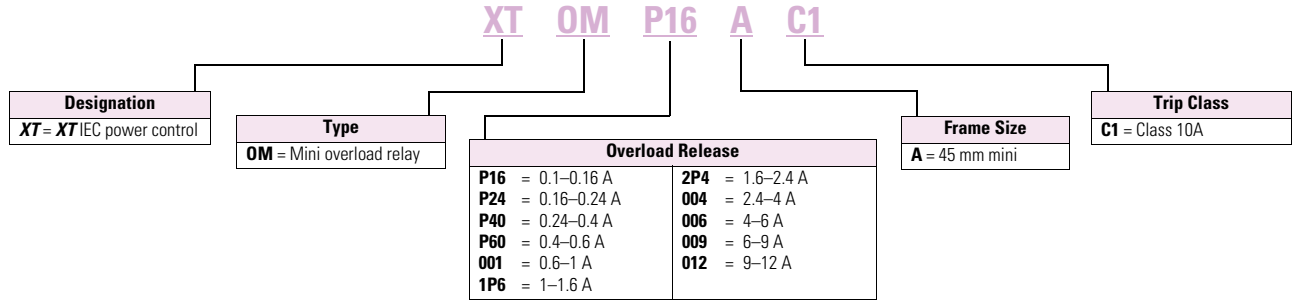 XT OM P16 A C1
Designation
XT = XT IEC power control
Type
OM = Mini overload relay
Overload Release
P16 = 0.1–0.16 A
P24 = 0.16–0.24 A
P40 = 0.24–0.4 A
P60 = 0.4–0.6 A
001 = 0.6–1 A
1P6 = 1–1.6 A
2P4 = 1.6–2.4 A
004 = 2.4–4 A
006 = 4–6 A
009 = 6–9 A
012 = 9–12 A
Frame Size
A = 45 mm mini
Trip Class
C1 = Class 10A